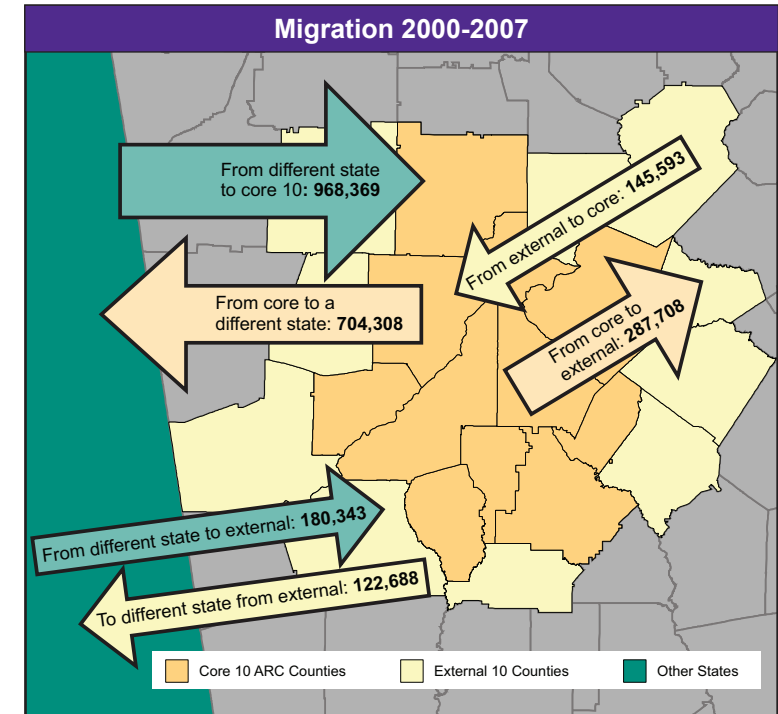 Migration 2000-2007
From different state
to core 10: 968,369
From external to core: 145,593
From core to a
different state: 704,308
From core to
external: 287,708
From different state to external: 180,343
To different state from external: 122,688
Core 10 ARC Counties
External 10 Counties
Other States